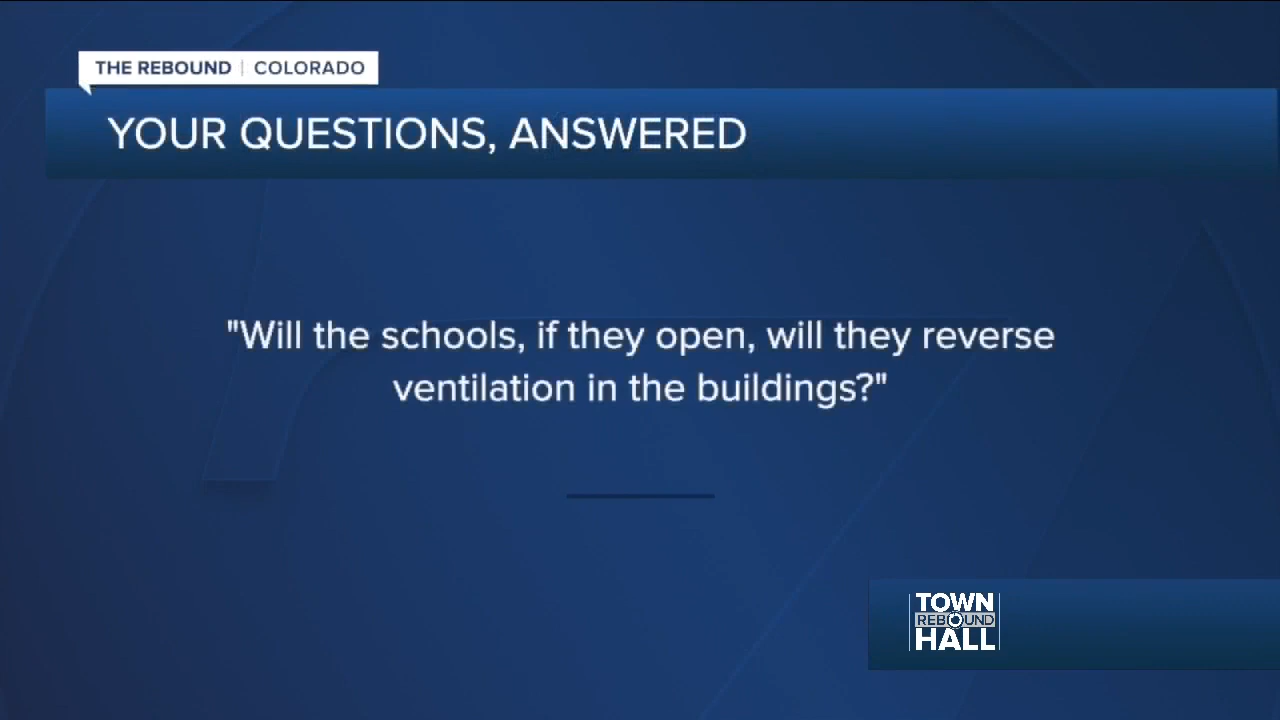 THE REBOUND | COLORADO
YOUR QUESTIONS, ANSWERED
"Will the schools, if they open, will they reverse
ventilation in the buildings?"
TOWN
REBOUND
HALL